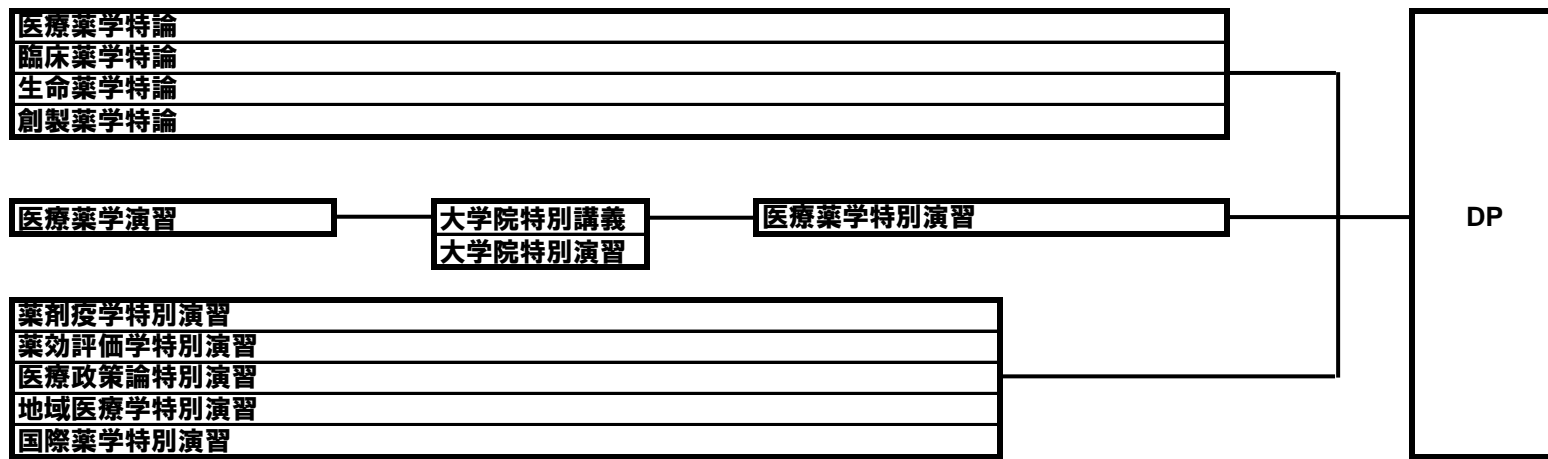 医療薬学特論
臨床薬学特論
生命薬学特論
創製薬学特論
医療薬学演習
大学院特別講義
大学院特別演習
医療薬学特別演習
DP
薬剤疫学特別演習
薬効評価学特別演習
医療政策論特別演習
地域医療学特別演習
国際薬学特別演習